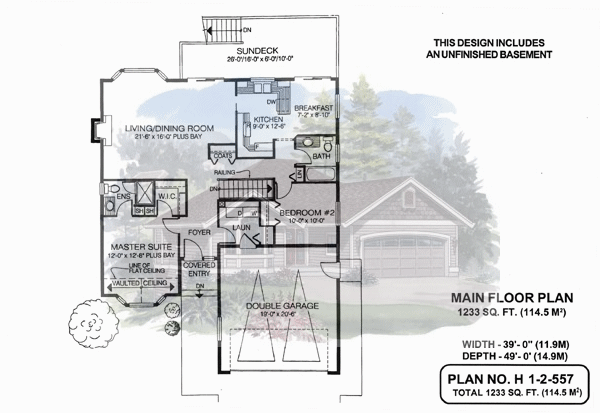 THIS DESIGN INCLUDES
AN UNFINISHED BASEMENT
DN
SUNDECK
26'-0"/16'-0" x 6'-0"/10'-0"
DW
BREAKFAST
7'-2" x 8'-10"
KITCHEN
9'-0" x 12'-6"
LIVING/DINING ROOM
21'-6" x 16'-0" PLUS BAY
F
BATH
COATS
RAILING
LIN
ENS
W.I.C.
DN
SH SH
D W
BEDROOM #2
10'-0" x 10'-0"
LAUN
FOYER
MASTER SUITE
12'-0" x 12'-6" PLUS BAY
LINE OF
FLAT CEILING
VAULTED CEILING
COVERED
ENTRY
DN
DOUBLE GARAGE
19'-0" x 20'-6"
MAIN FLOOR PLAN
1233 SQ. FT. (114.5 M²)
WIDTH - 39'- 0" (11.9M)
DEPTH - 49'- 0' (14.9M)
PLAN NO. H 1-2-557
TOTAL 1233 SQ. FT. (114.5 M²)